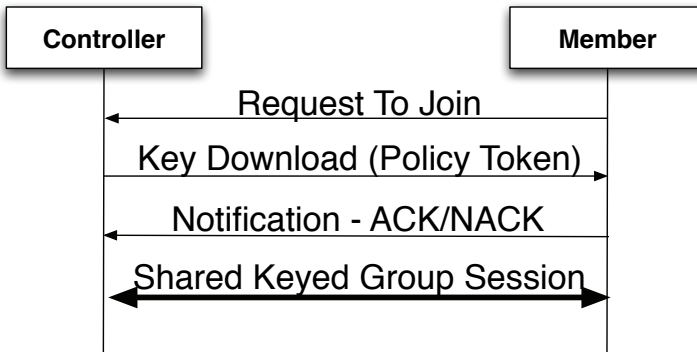 Controller
Member
Request To Join
Key Download (Policy Token)
Notification - ACK/NACK
Shared Keyed Group Session